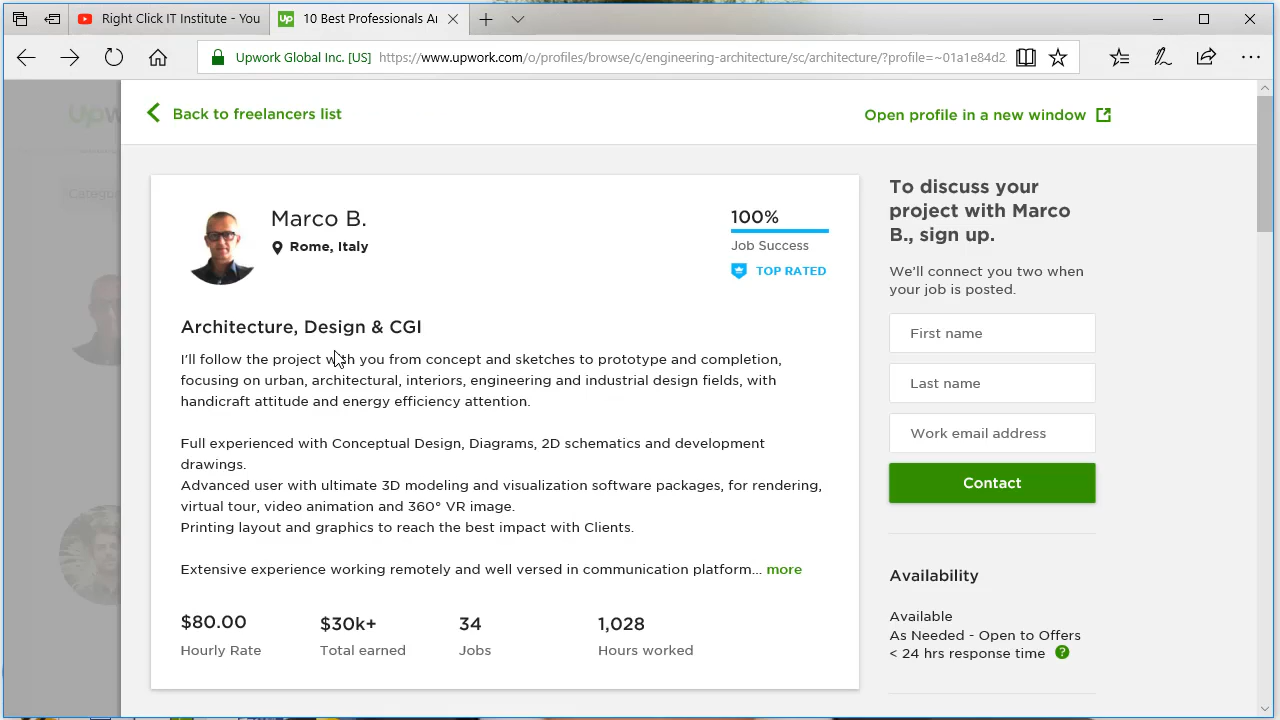 Right Click IT Institute - You
10 Best Professionals Ar
Upwork Global Inc. [US]
https://www.upwork.com/o/profiles/browse/c/engineering-architecture/sc/architecture/?profile=~01a1e84d2
Back to freelancers list
Open profile in a new window
Marco B.
Rome, Italy
100%
Job Success
TOP RATED
Architecture, Design & CGI
I'll follow the project with you from concept and sketches to prototype and completion,
focusing on urban, architectural, interiors, engineering and industrial design fields, with
handicraft attitude and energy efficiency attention.
Full experienced with Conceptual Design, Diagrams, 2D schematics and development
drawings.
Advanced user with ultimate 3D modeling and visualization software packages, for rendering,
virtual tour, video animation and 360° VR image.
Printing layout and graphics to reach the best impact with Clients.
Extensive experience working remotely and well versed in communication platform... more
$80.00
Hourly Rate
$30k+
Total earned
34
Jobs
1,028
Hours worked
To discuss your
project with Marco
B., sign up.
We'll connect you two when
your job is posted.
First name
Last name
Work email address
Contact
Availability
Available
As Needed - Open to Offers
< 24 hrs response time ?